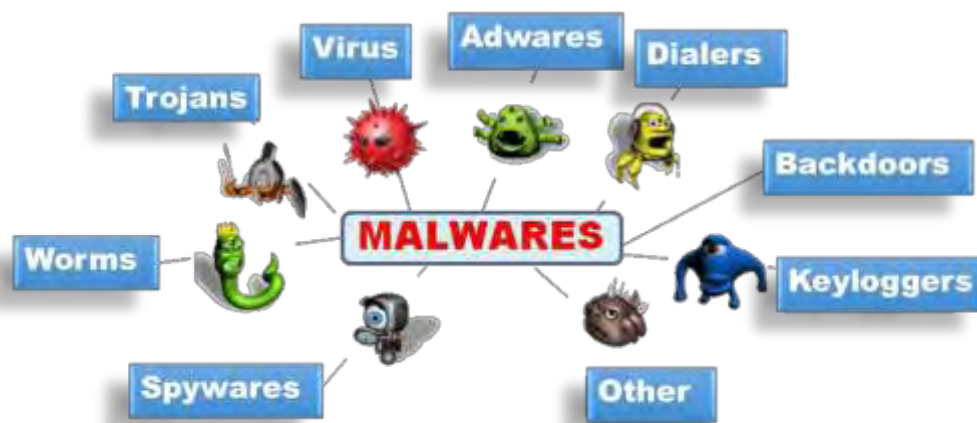 Virus
Adwares
Dialers
Trojans
Backdoors
MALWARES
Worms
Keyloggers
Spywares
Other